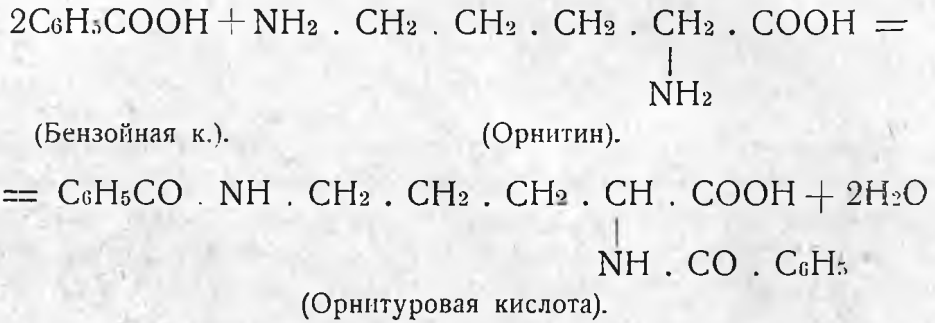 2C₆H₅COOH + NH₂ . CH₂ . CH₂ . CH₂ . CH₂ . COOH =
|
NH₂
(Бензойная к.). (Орнитин).
= C₆H₅CO . NH . CH₂ . CH₂ . CH₂ . CH . COOH + 2H₂O
|
NH . CO . C₆H₅
(Орнитуровая кислота).